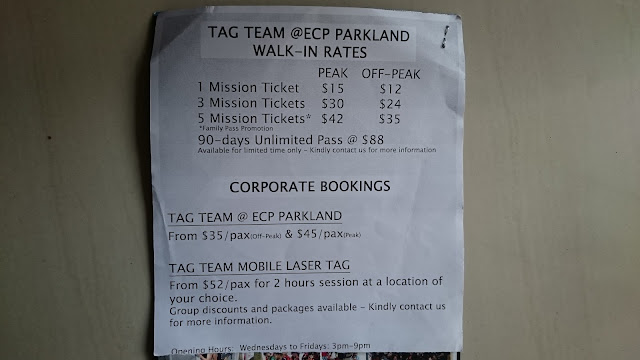 TAG TEAM @ECP PARKLAND
WALK-IN RATES
PEAK OFF-PEAK
1 Mission Ticket $15 $12
3 Mission Tickets $30 $24
5 Mission Tickets* $42 $35
*Family Pass Promotion
90-days Unlimited Pass @ $88
Available for limited time only - Kindly contact us for more information
CORPORATE BOOKINGS
TAG TEAM @ ECP PARKLAND
From $35/pax(Off-Peak) & $45/pax(Peak)
TAG TEAM MOBILE LASER TAG
From $52/pax for 2 hours session at a location of
your choice.
Group discounts and packages available - Kindly contact us
for more information.
Opening Hours: Wednesdays to Fridays: 3pm-9pm